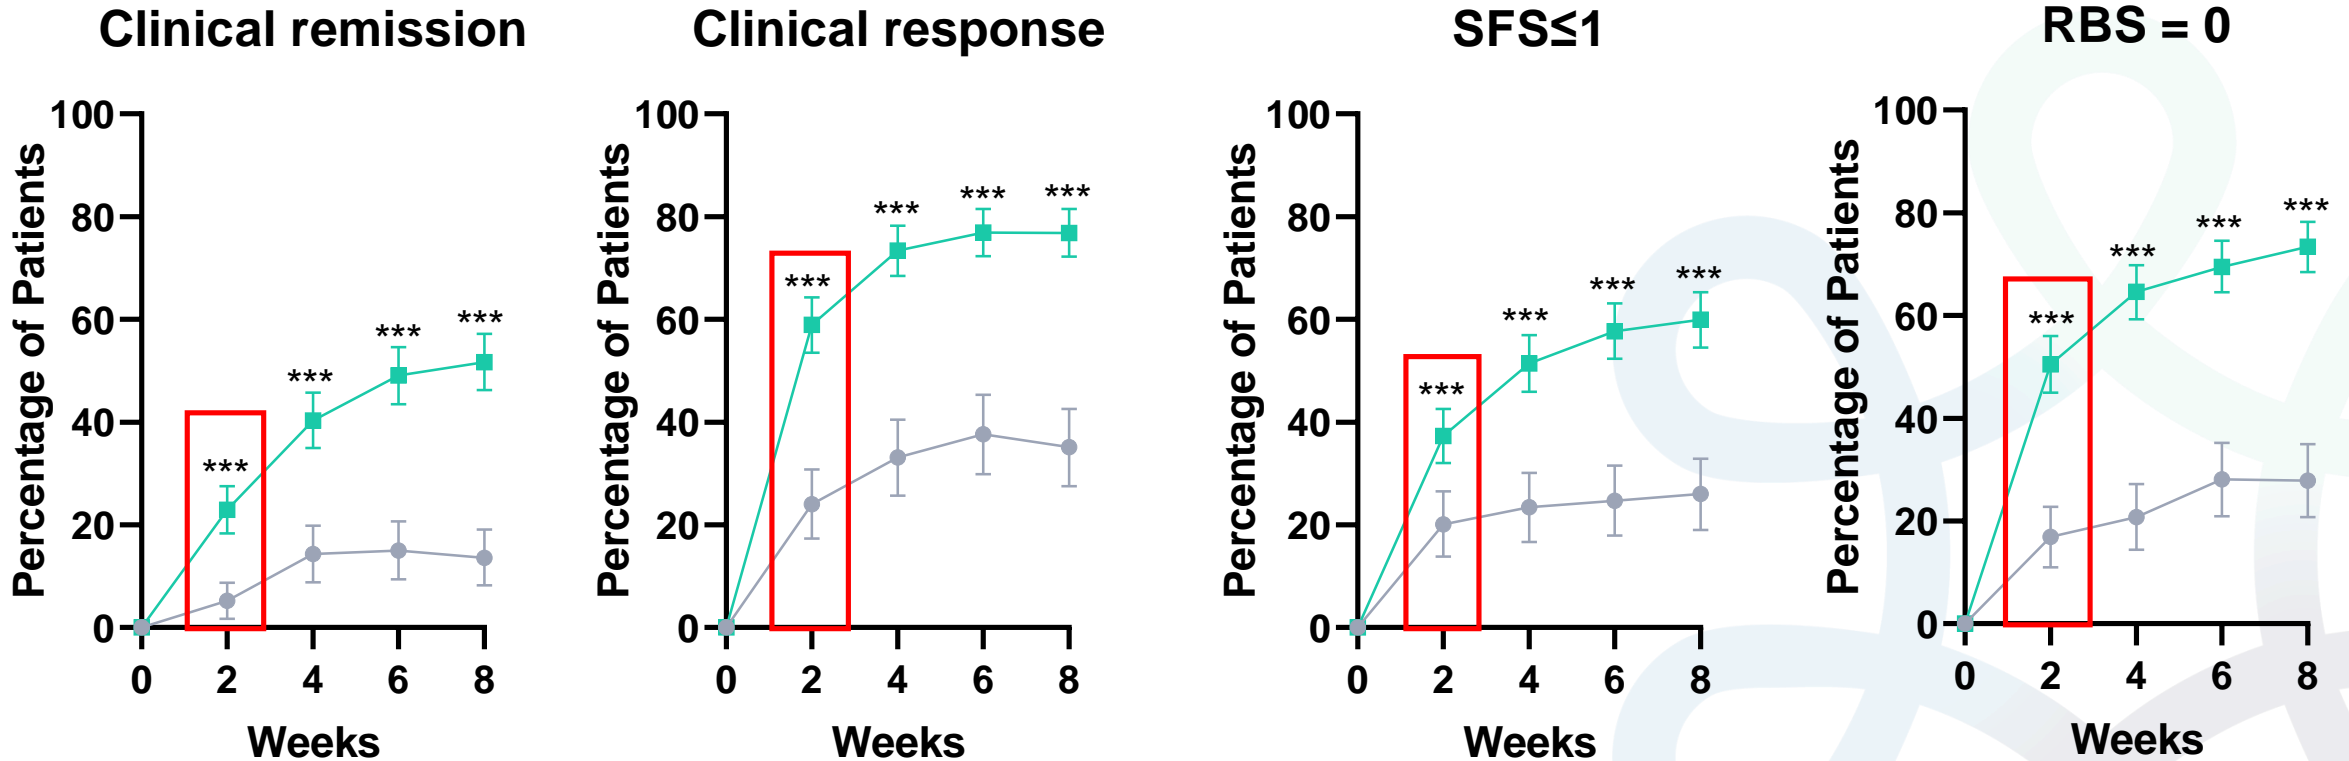 Clinical remission
Percentage of Patients
100
80
60
40
20
0
***
***
***
***
0 2 4 6 8
Weeks
Clinical response
Percentage of Patients
100
80
60
40
20
0
***
***
***
***
0 2 4 6 8
Weeks
SFS≤1
Percentage of Patients
100
80
60
40
20
0
***
***
***
***
0 2 4 6 8
Weeks
RBS = 0
Percentage of Patients
100
80
60
40
20
0
***
***
***
***
0 2 4 6 8
Weeks